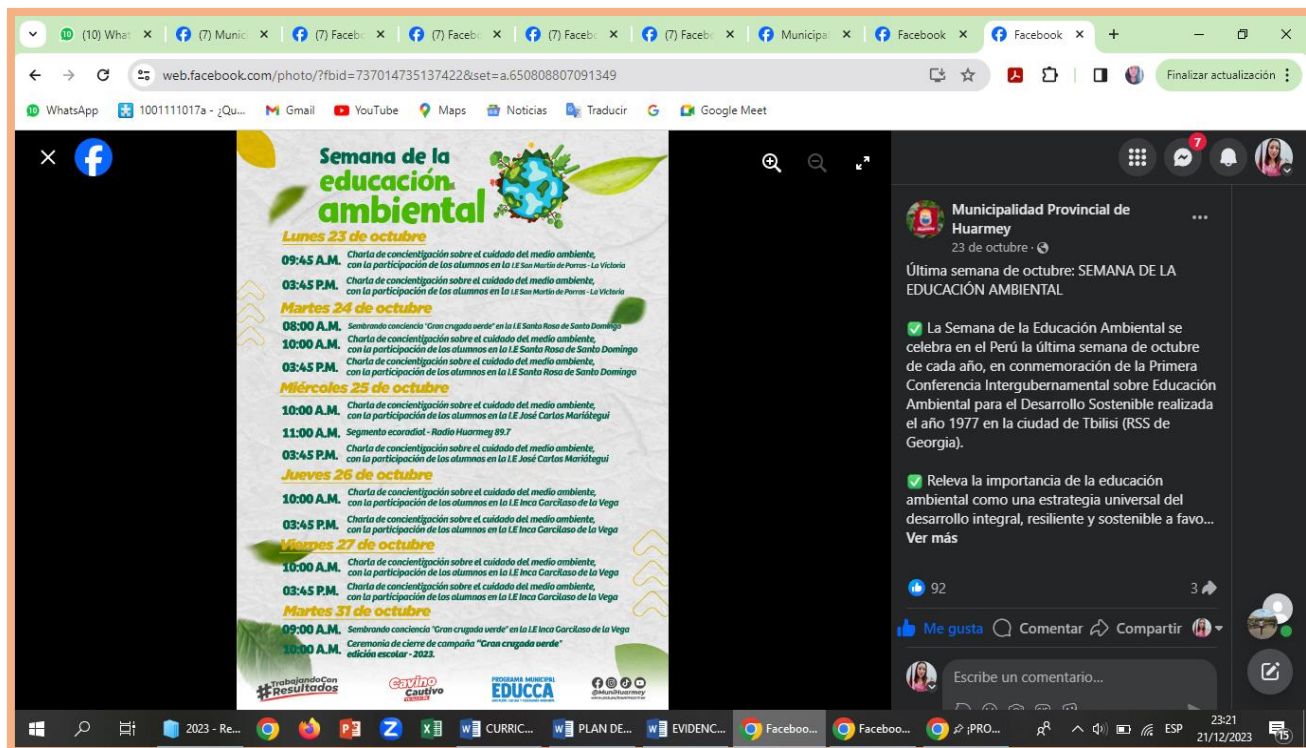 (10) What
(7) Munic
(7) Facebo
(7) Facebo
(7) Facebo
(7) Facebo
Municipal
Facebook
Facebook
web.facebook.com/photo/?fbid=737014735137422&set=a.650808807091349
Finalizar actualización
WhatsApp
1001111017a - ¿Qu...
Gmail
YouTube
Maps
Noticias
Traducir
Google Meet
Semana de la
educación
ambiental
Lunes 23 de octubre
09:45 A.M. Charla de concientización sobre el cuidado del medio ambiente,
con la participación de los alumnos en la I.E San Martin de Porras - La Victoria
03:45 P.M. Charla de concientización sobre el cuidado del medio ambiente,
con la participación de los alumnos en la I.E San Martin de Porras - La Victoria
Martes 24 de octubre
08:00 A.M. Sembrando conciencia "Gran cruzada verde" en la I.E Santa Rosa de Santo Domingo
10:00 A.M. Charla de concientización sobre el cuidado del medio ambiente,
con la participación de los alumnos en la I.E Santa Rosa de Santo Domingo
03:45 P.M. Charla de concientización sobre el cuidado del medio ambiente,
con la participación de los alumnos en la I.E Santa Rosa de Santo Domingo
Miércoles 25 de octubre
10:00 A.M. Charla de concientización sobre el cuidado del medio ambiente,
con la participación de los alumnos en la I.E José Carlos Mariátegui
11:00 A.M. Segmento ecoradial - Radio Huarmey 89.7
03:45 P.M. Charla de concientización sobre el cuidado del medio ambiente,
con la participación de los alumnos en la I.E José Carlos Mariátegui
Jueves 26 de octubre
10:00 A.M. Charla de concientización sobre el cuidado del medio ambiente,
con la participación de los alumnos en la I.E Inca Garcilaso de la Vega
03:45 P.M. Charla de concientización sobre el cuidado del medio ambiente,
con la participación de los alumnos en la I.E Inca Garcilaso de la Vega
Viernes 27 de octubre
10:00 A.M. Charla de concientización sobre el cuidado del medio ambiente,
con la participación de los alumnos en la I.E Inca Garcilaso de la Vega
03:45 P.M. Charla de concientización sobre el cuidado del medio ambiente,
con la participación de los alumnos en la I.E Inca Garcilaso de la Vega
Martes 31 de octubre
09:00 A.M. Sembrando conciencia "Gran cruzada verde" en la I.E Inca Garcilaso de la Vega
10:00 A.M. Ceremonia de cierre de campaña "Gran cruzada verde"
edición escolar - 2023.
#TrabajandoCon
Resultados
Cavino
Cautivo
PROGRAMA MUNICIPAL
EDUCCA
@MuniHuarmey
7
Municipalidad Provincial de
Huarmey
23 de octubre
Última semana de octubre: SEMANA DE LA
EDUCACIÓN AMBIENTAL
✅ La Semana de la Educación Ambiental se
celebra en el Perú la última semana de octubre
de cada año, en conmemoración de la Primera
Conferencia Intergubernamental sobre Educación
Ambiental para el Desarrollo Sostenible realizada
el año 1977 en la ciudad de Tbilisi (RSS de
Georgia).
✅ Releva la importancia de la educación
ambiental como una estrategia universal del
desarrollo integral, resiliente y sostenible a favo...
Ver más
92
3
Me gusta
Comentar
Compartir
Escribe un comentario...
2023 - Re...
CURRIC...
PLAN DE...
EVIDENC...
Faceboo...
Faceboo...
¡PRO...
ESP
23:21
21/12/2023
15